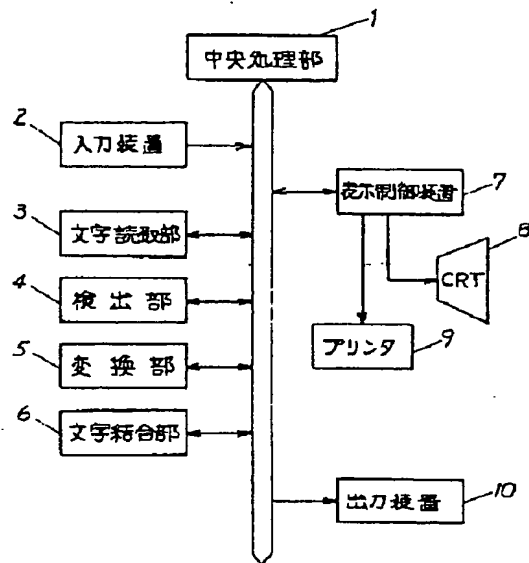 1
中央処理部
2
入力装置
3
文字読取部
4
検出部
5
変換部
6
文字結合部
表示制御装置
7
8
CRT
プリンタ
9
出力装置
10